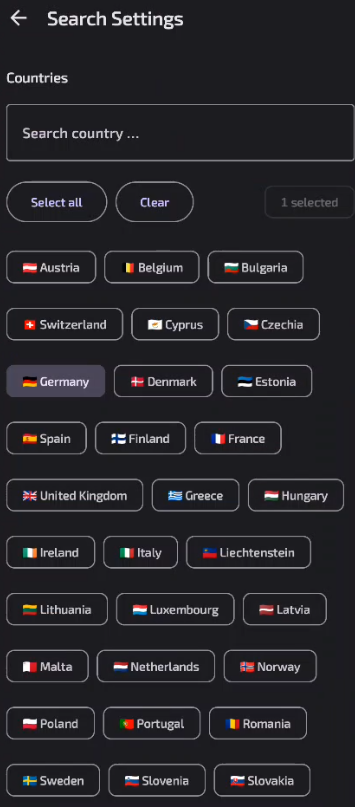 Search Settings
Countries
Search country ...
Select all Clear 1 selected
Austria Belgium Bulgaria
Switzerland Cyprus Czechia
Germany Denmark Estonia
Spain Finland France
United Kingdom Greece Hungary
Ireland Italy Liechtenstein
Lithuania Luxembourg Latvia
Malta Netherlands Norway
Poland Portugal Romania
Sweden Slovenia Slovakia